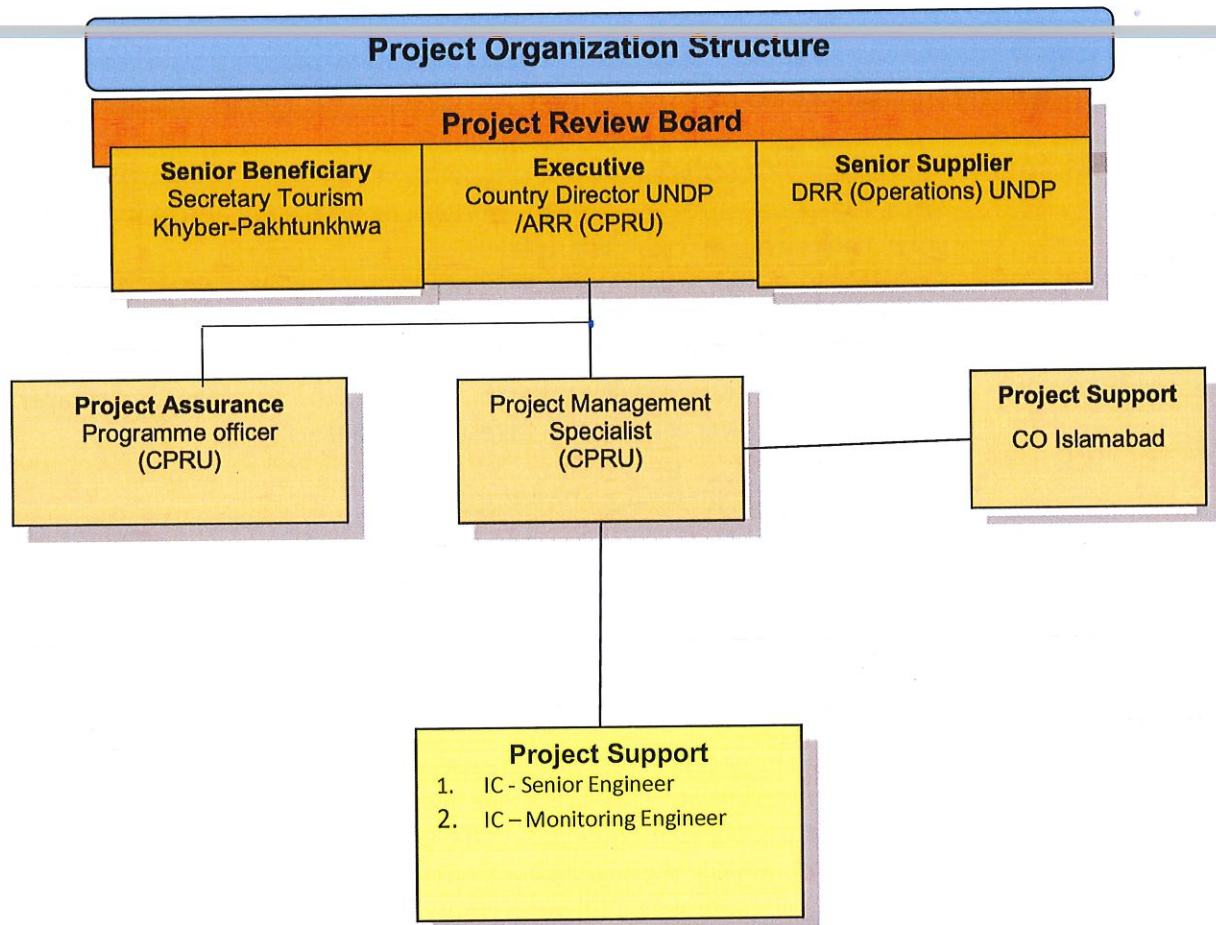 Project Organization Structure
Project Review Board
Senior Beneficiary
Secretary Tourism
Khyber-Pakhtunkhwa
Executive
Country Director UNDP
/ARR (CPRU)
Senior Supplier
DRR (Operations) UNDP
Project Assurance
Programme officer
(CPRU)
Project Management
Specialist
(CPRU)
Project Support
CO Islamabad
Project Support
1. IC - Senior Engineer
2. IC – Monitoring Engineer